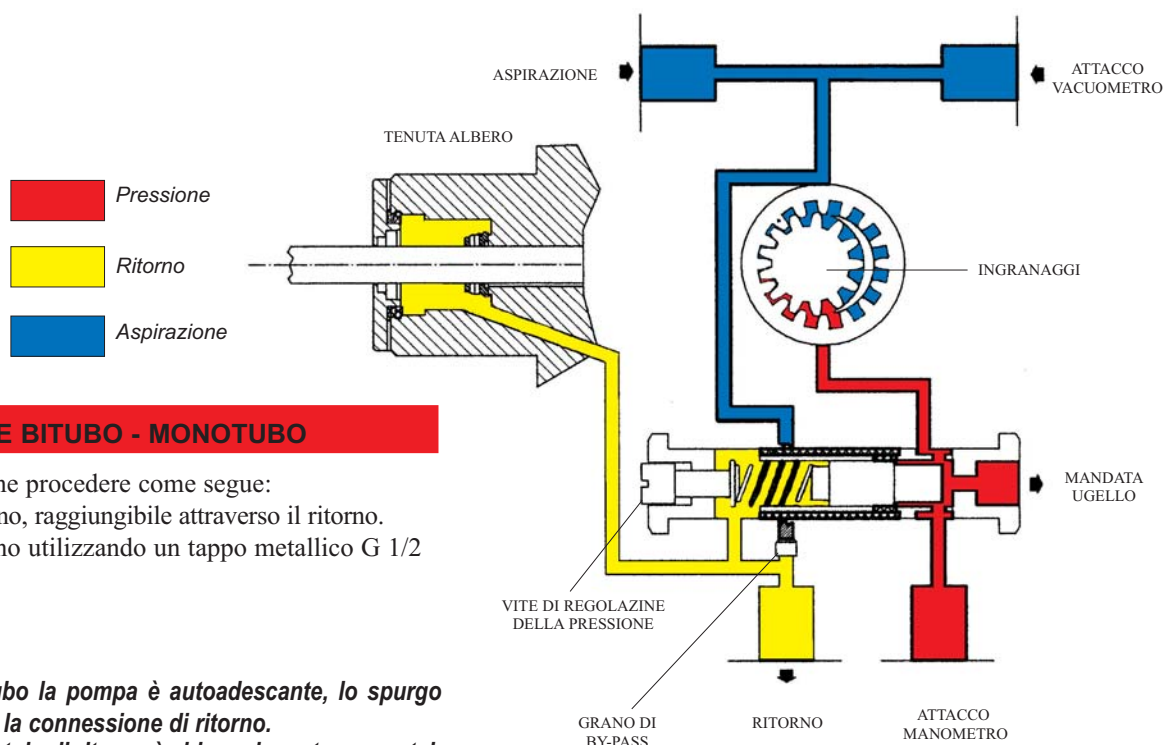 ASPIRAZIONE
ATTACCO
VACUOMETRO
TENUTA ALBERO
Pressione
Ritorno
Aspirazione
INGRANAGGI
E BITUBO - MONOTUBO
ne procedere come segue:
no, raggiungibile attraverso il ritorno.
no utilizzando un tappo metallico G 1/2
MANDATA
UGELLO
VITE DI REGOLAZINE
DELLA PRESSIONE
ubo la pompa è autoadescante, lo spurgo
la connessione di ritorno.
GRANO DI
BY-PASS
RITORNO
ATTACCO
MANOMETRO